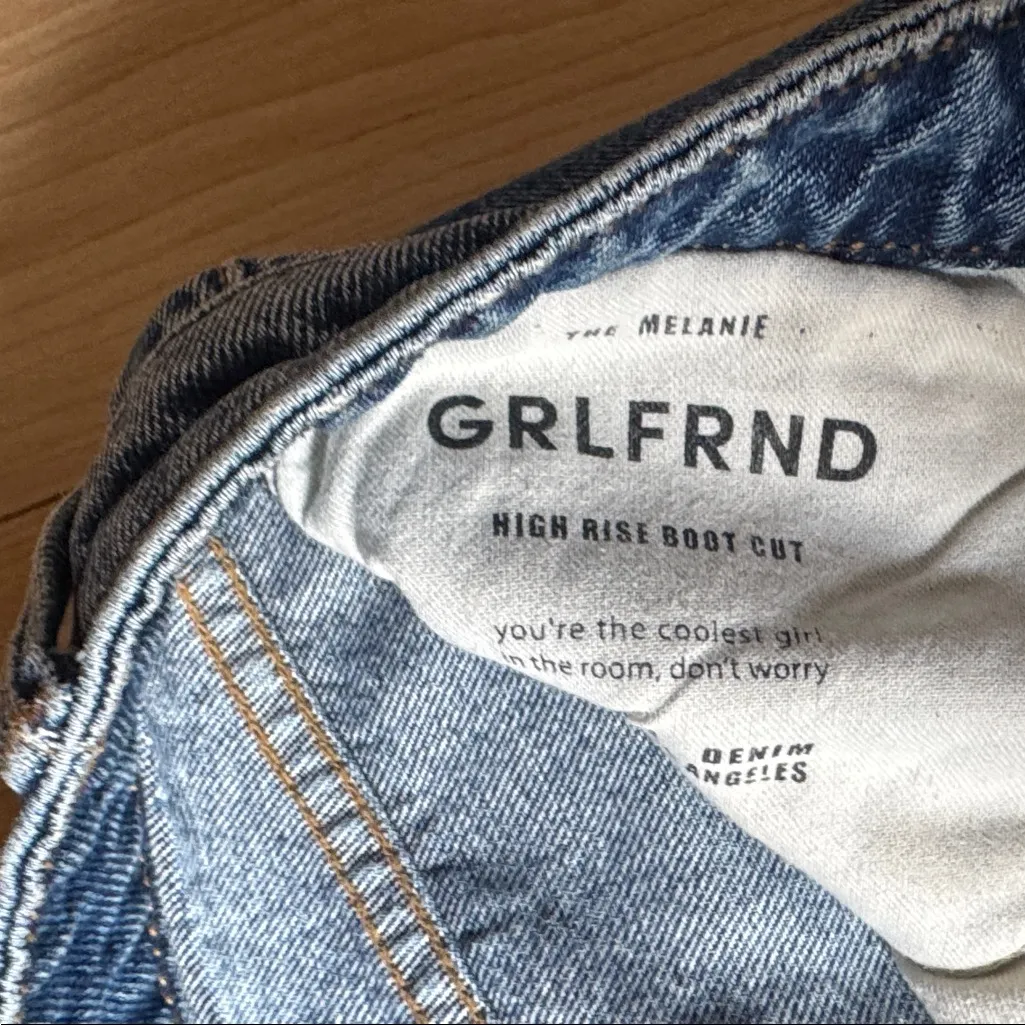 THE MELANIE
GRLFRND
HIGH RISE BOOT CUT
you're the coolest girl
in the room, don't worry
DENIM
ANGELES